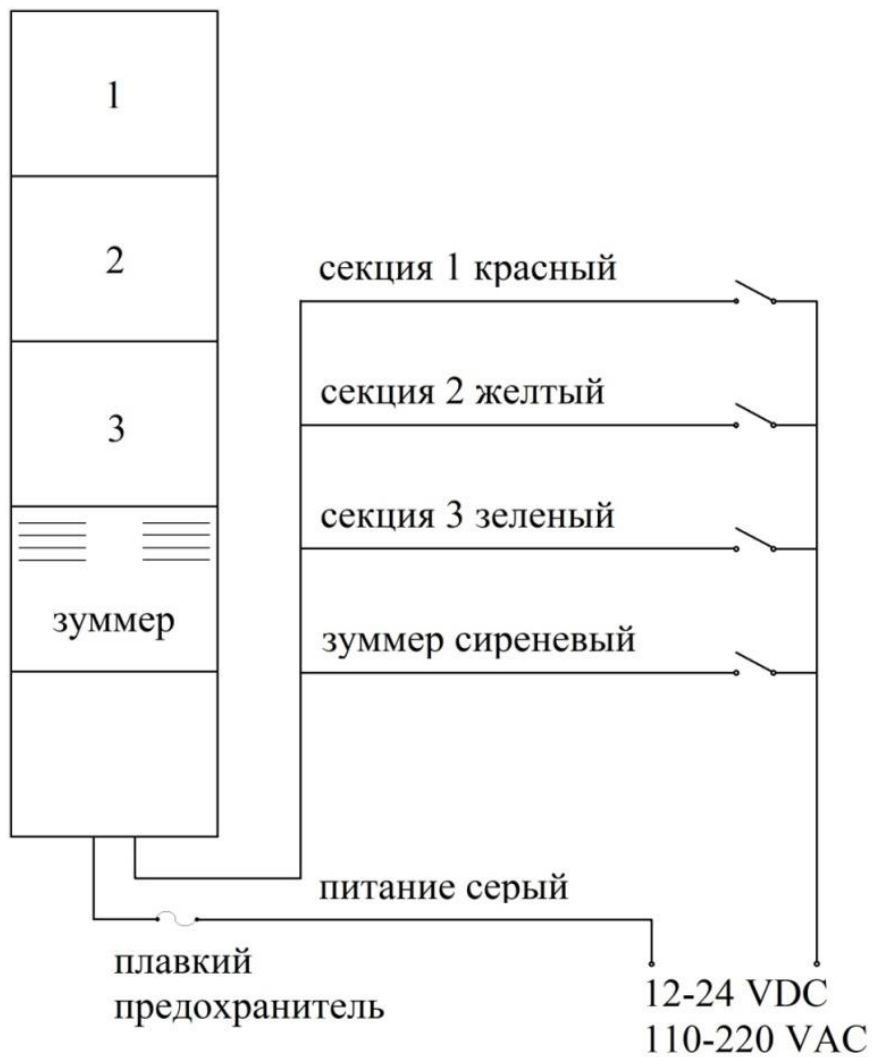 1
2
3
зуммер
секция 1 красный
секция 2 желтый
секция 3 зеленый
зуммер сиреневый
питание серый
плавкий
предохранитель
12-24 VDC
110-220 VAC